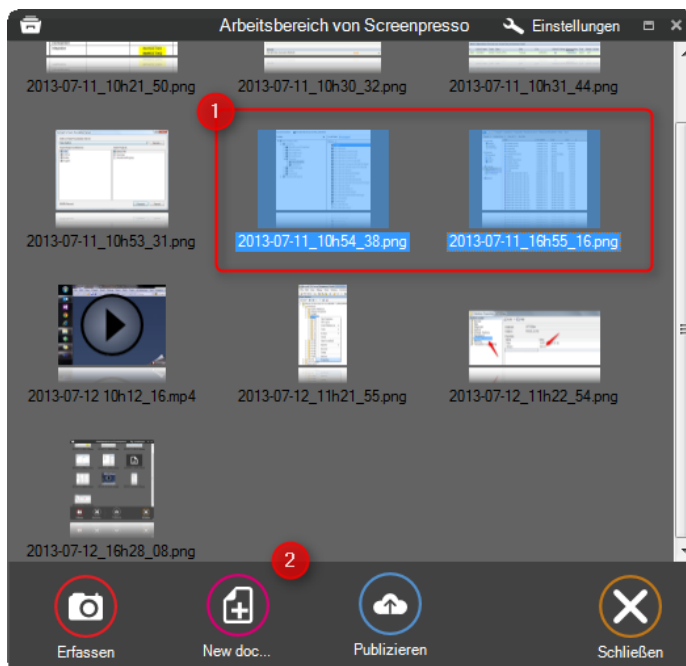 Arbeitsbereich von Screenpresso Einstellungen
2013-07-11_10h21_50.png 2013-07-11_10h30_32.png 2013-07-11_10h31_44.png
1
2013-07-11_10h53_31.png 2013-07-11_10h54_38.png 2013-07-11_16h55_16.png
2013-07-12 10h12_16.mp4 2013-07-12_11h21_55.png 2013-07-12_11h22_54.png
2013-07-12_16h28_08.png
2
Erfassen New doc... Publizieren Schließen